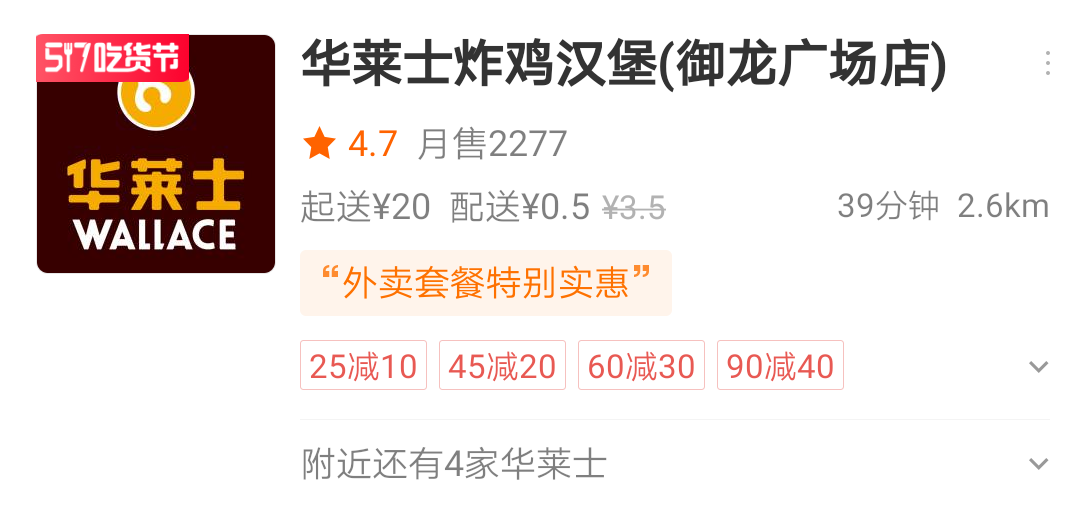 517吃货节
华莱士
WALLACE
华莱士炸鸡汉堡(御龙广场店)
4.7 月售2277
起送¥20 配送¥0.5 ¥3.5 39分钟 2.6km
“外卖套餐特别实惠”
25减10 45减20 60减30 90减40
附近还有4家华莱士